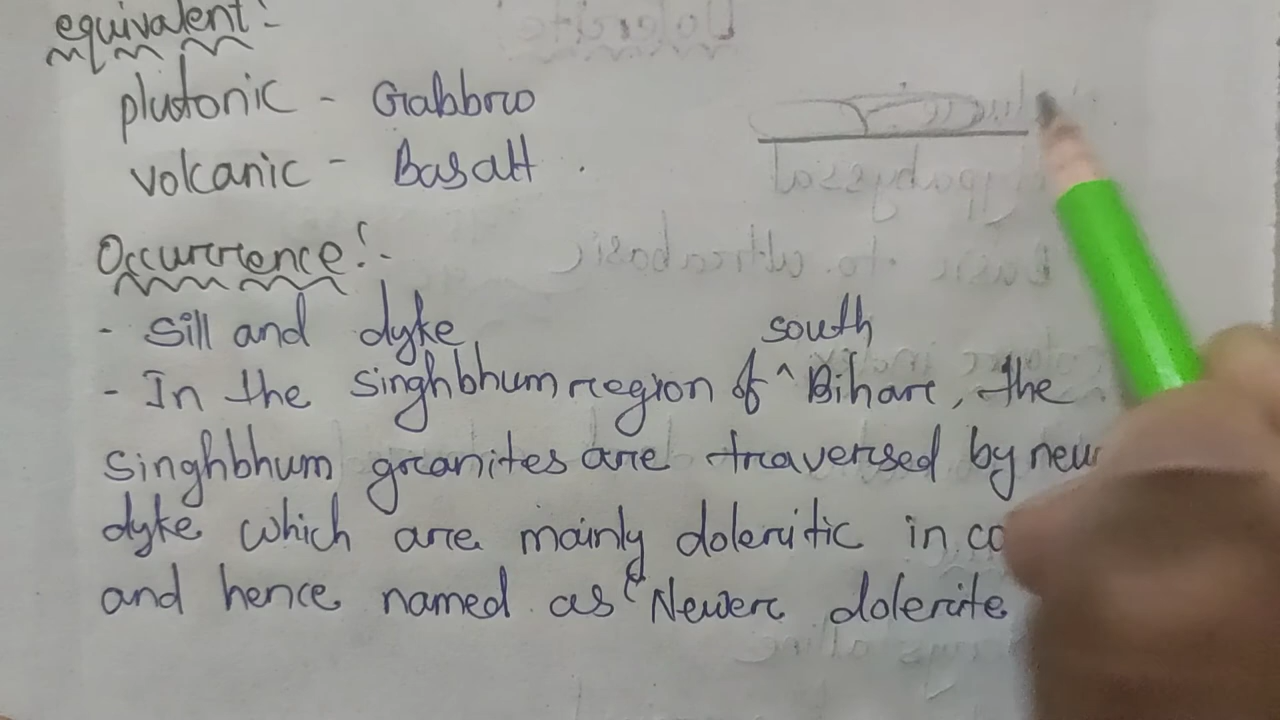 equivalent :-
plutonic - Gabbro
volcanic - Basalt .
Occurrence :-
- Sill and dyke
south
- In the Singhbhum region of ^ Bihar, the
Singhbhum granites are traversed by
dyke which are mainly doleritic in
and hence named as "Newer dolerite